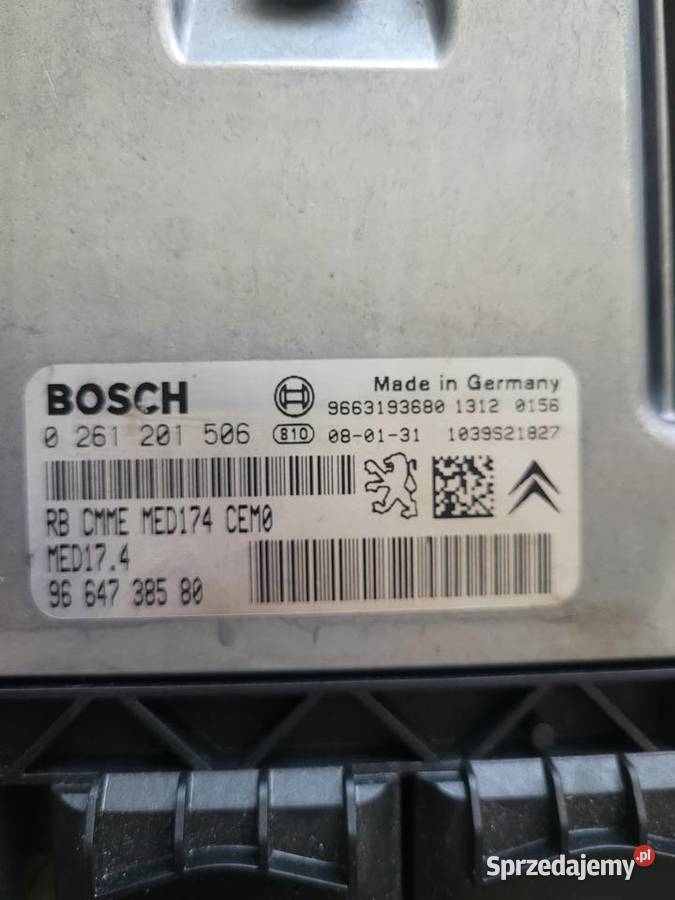 BOSCH
Made in Germany
9663193680 1312 0156
0 261 201 506 810 08-01-31 1039S21827
RB CMME MED174 CEM0
MED17.4
96 647 385 80
Sprzedajemy.pl